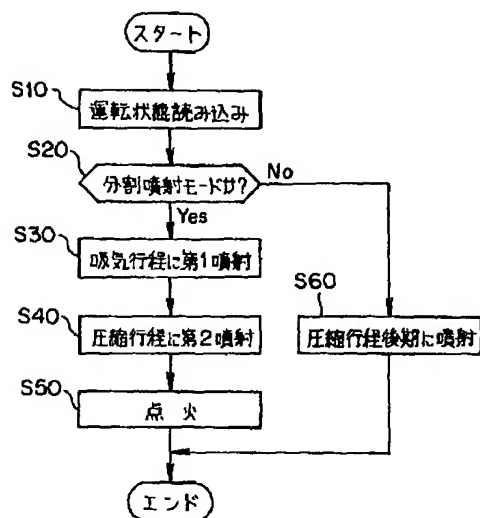 スタート
S10
運転状態読み込み
S20
分割噴射モードか?
No
Yes
S30
吸気行程に第1噴射
S60
S40
圧縮行程に第2噴射
圧縮行程後期に噴射
S50
点火
エンド